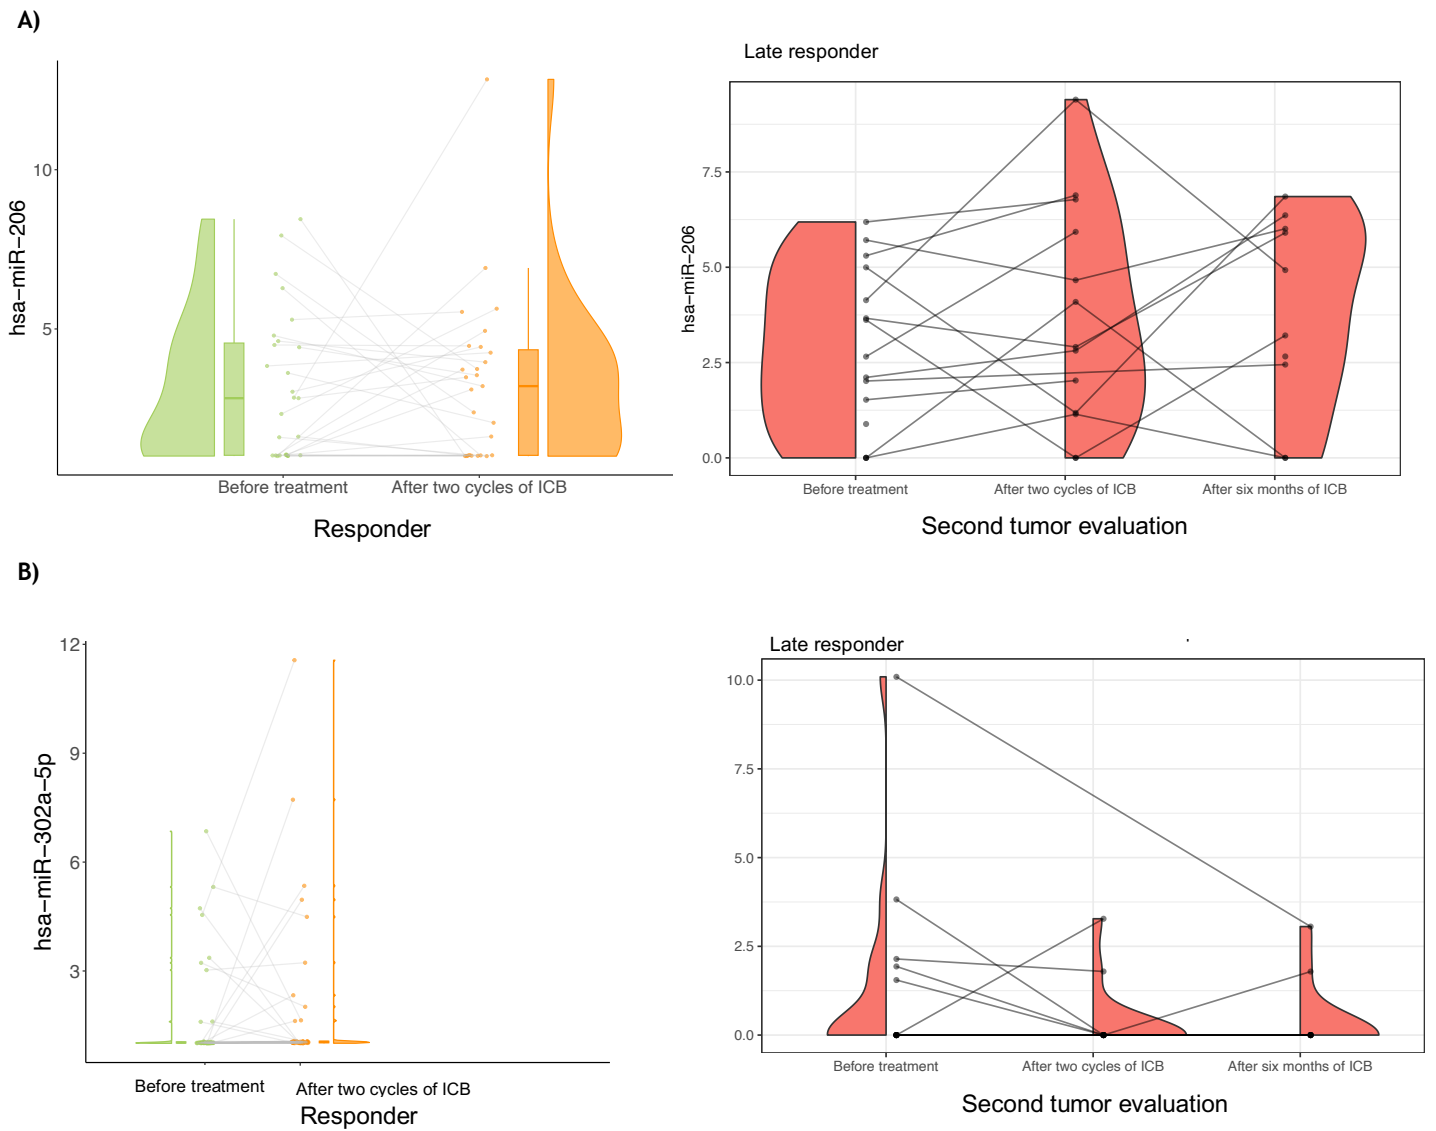 A)
Late responder
hsa−miR−206
10
5
Before treatment
After two cycles of ICB
Responder
hsa−miR−206
7.5
5.0
2.5
0.0
Before treatment
After two cycles of ICB
After six months of ICB
Second tumor evaluation
B)
hsa−miR−302a−5p
12
9
6
3
Before treatment
After two cycles of ICB
Responder
Late responder
10.0
7.5
5.0
2.5
0.0
Before treatment
After two cycles of ICB
After six months of ICB
Second tumor evaluation